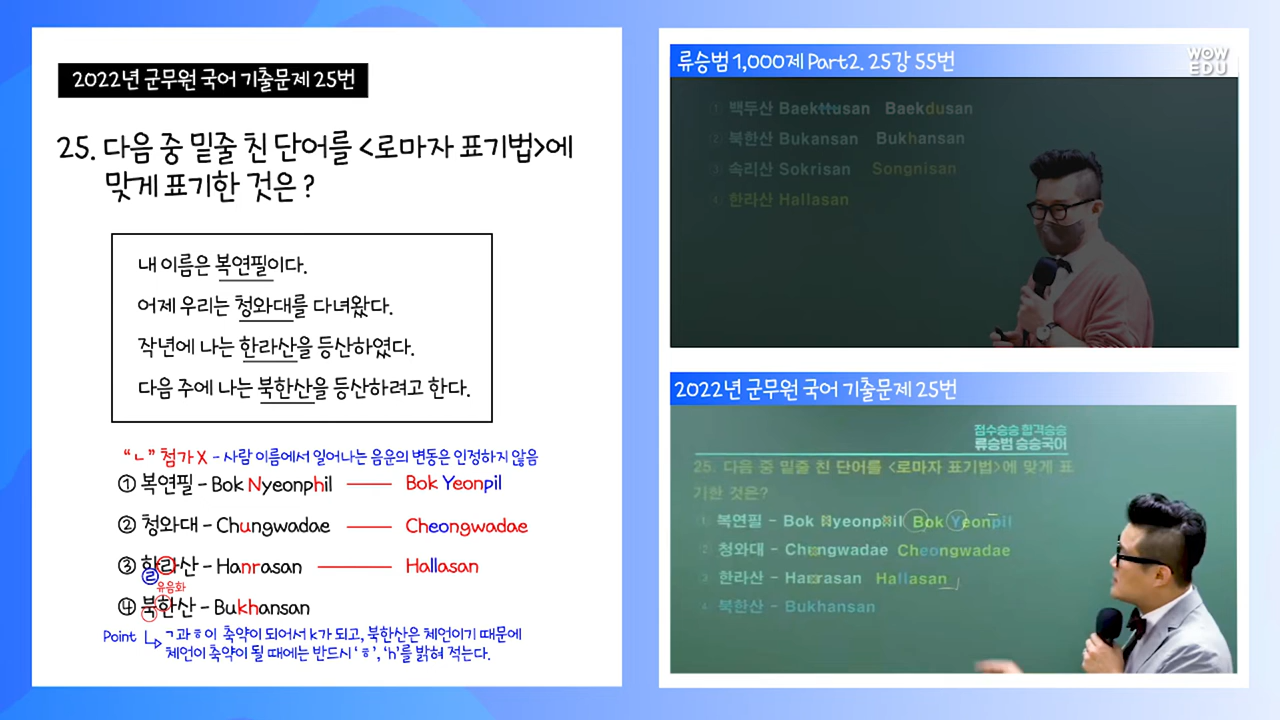 2022년 군무원 국어 기출문제 25번
25. 다음 중 밑줄 친 단어를 <로마자 표기법>에
맞게 표기한 것은?
내 이름은 복연필이다.
어제 우리는 청와대를 다녀왔다.
작년에 나는 한라산을 등산하였다.
다음 주에 나는 북한산을 등산하려고 한다.
"ㄴ" 첨가 X - 사람 이름에서 일어나는 음운의 변동은 인정하지 않음
① 복연필 - Bok Nyeonphil Bok Yeonpil
② 청와대 - Chungwadae Cheongwadae
③ 한라산 - Hanrasan Hallasan
㉣ 유음화
④ 북한산 - Bukhansan
Point ㄱ과 ㅎ이 축약이 되어서 k가 되고, 북한산은 체언이기 때문에
체언이 축약이 될 때에는 반드시 'ㅎ', 'h'를 밝혀 적는다.
류승범 1,000제 Part2. 25강 55번
WOW
EDU
① 백두산 Baekttusan Baekdusan
② 북한산 Bukansan Bukhansan
③ 속리산 Sokrisan Songnisan
4 한라산 Hallasan
2022년 군무원 국어 기출문제 25번
점수승승 합격승승
류승범 승승국어
25. 다음 중 밑줄 친 단어를 <로마자 표기법>에 맞게 표
기한 것은?
① 복연필 - Bok Nyeonphil Bok Yeonpil
② 청와대 - Chungwadae Cheongwadae
3 한라산 - Hanrasan Hallasan
4 북한산 - Bukhansan